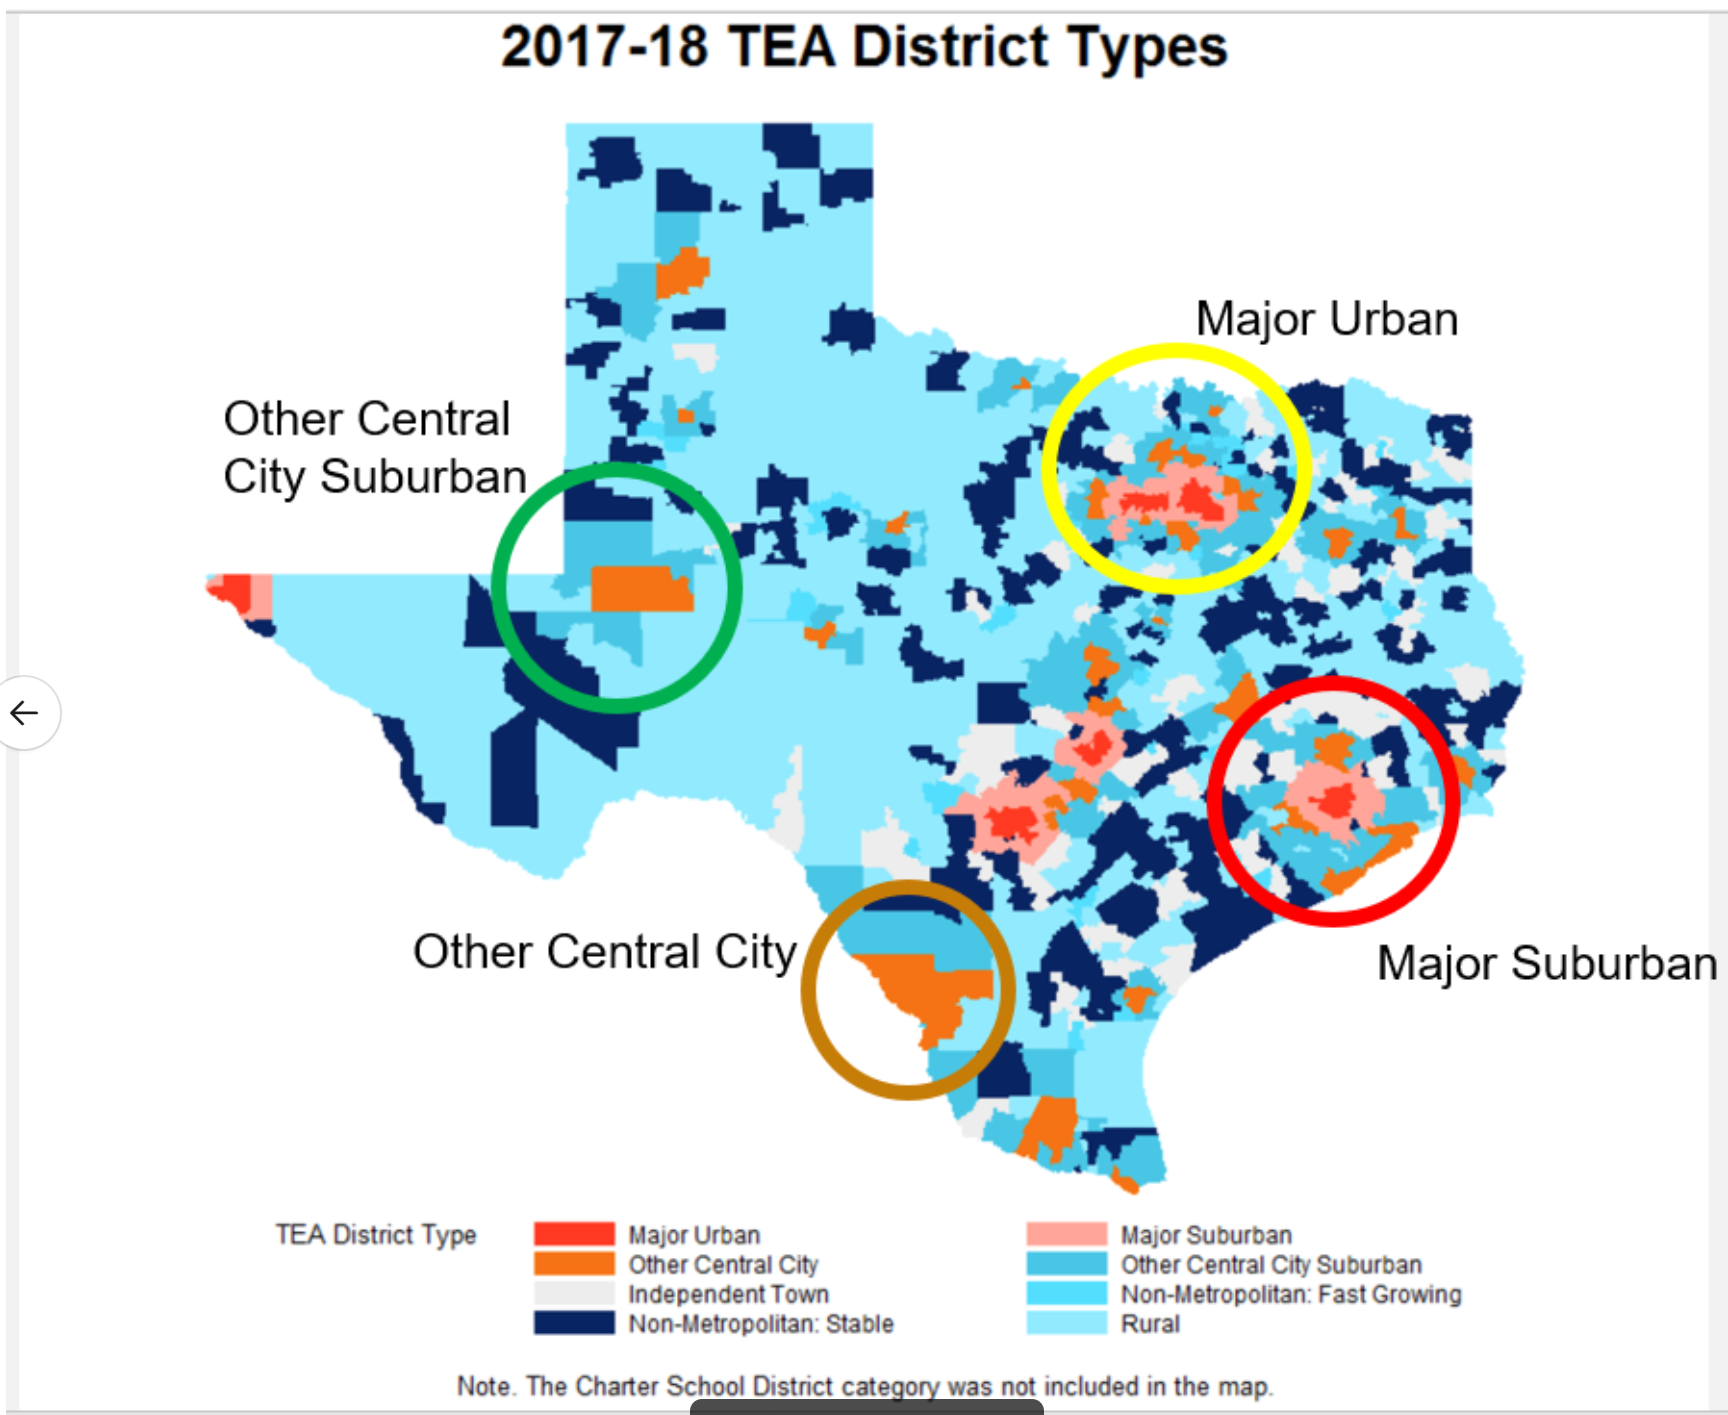 2017-18 TEA District Types
Major Urban
Other Central
City Suburban
Other Central City
Major Suburban
TEA District Type
Major Urban
Major Suburban
Other Central City
Other Central City Suburban
Independent Town
Non-Metropolitan: Fast Growing
Non-Metropolitan: Stable
Rural
Note. The Charter School District category was not included in the map.